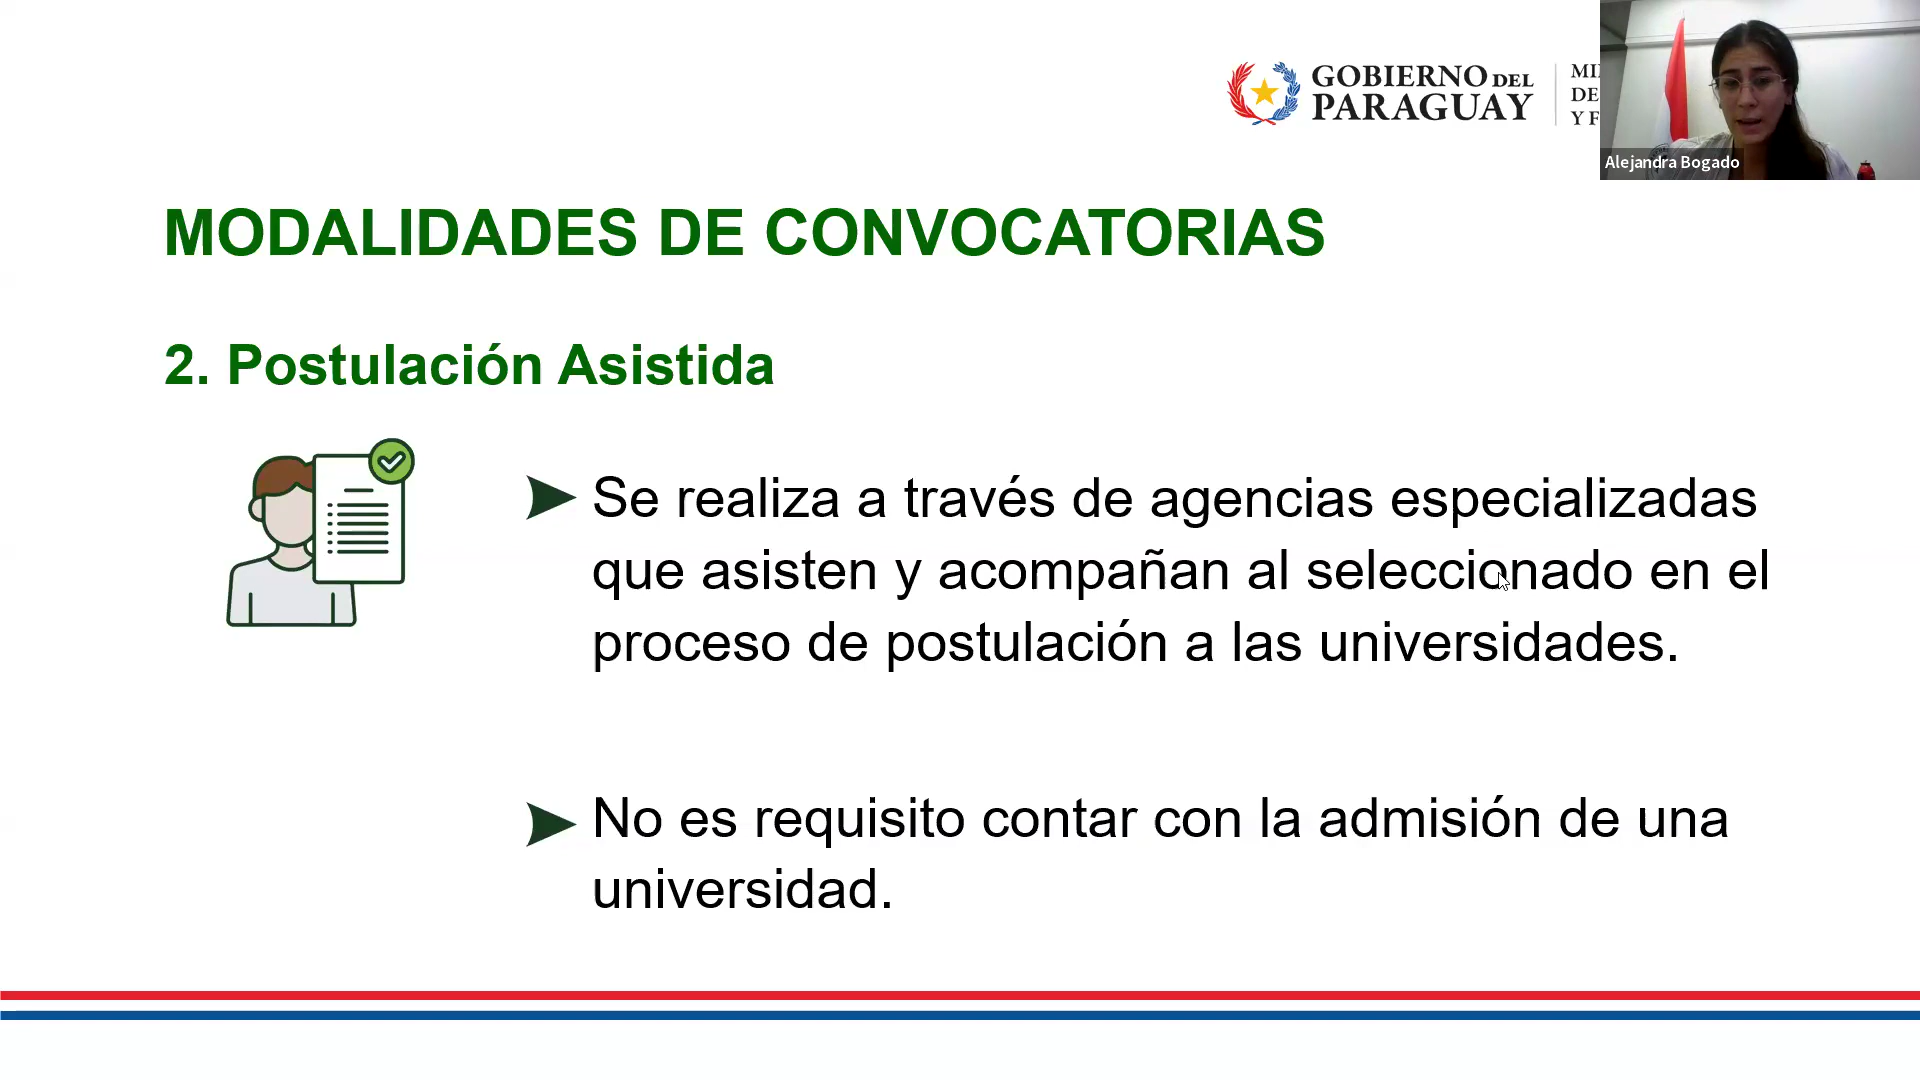 GOBIERNO DEL
PARAGUAY
DE
Alejandra Bogado
MODALIDADES DE CONVOCATORIAS
2. Postulación Asistida
Se realiza a través de agencias especializadas
que asisten y acompañan al seleccionado en el
proceso de postulación a las universidades.
No es requisito contar con la admisión de una
universidad.